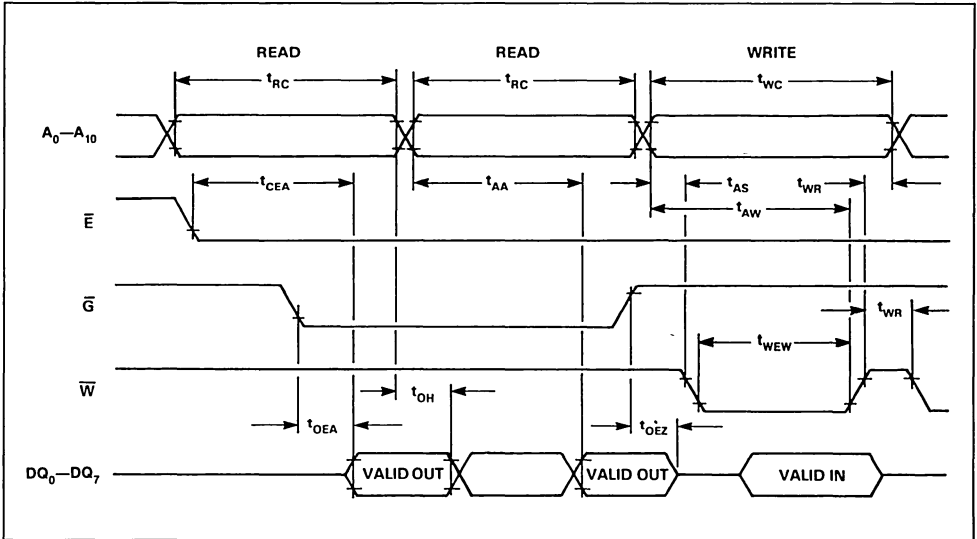 READ READ WRITE
tRC tRC tWC
A0—A10
tCEA tAA tAS tWR
tAW
E̅
G̅
tWR
tWEW
W̅
tOH
tOEA tOEZ
DQ0—DQ7 VALID OUT VALID OUT VALID IN